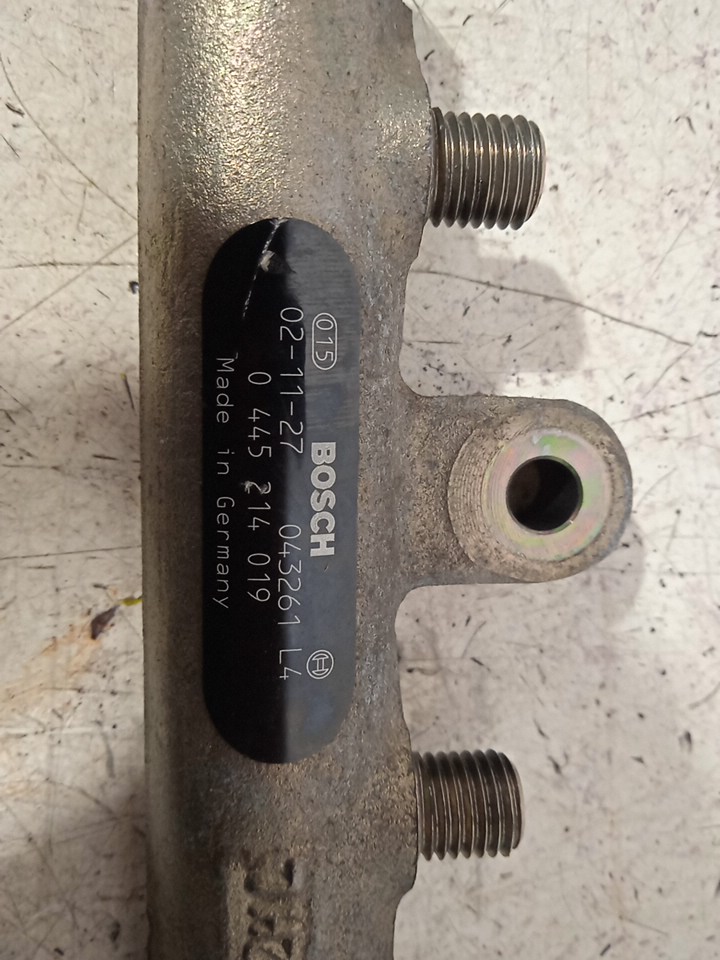 015 BOSCH
02-11-27 043261 L4
0 445 214 019
Made in Germany